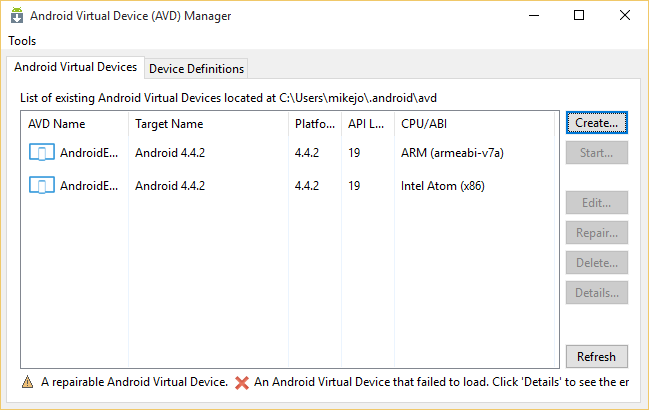 Android Virtual Device (AVD) Manager
Tools
Android Virtual Devices Device Definitions
List of existing Android Virtual Devices located at C:\Users\mikejo\.android\avd
AVD Name Target Name Platfo... API L... CPU/ABI
AndroidE... Android 4.4.2 4.4.2 19 ARM (armeabi-v7a)
AndroidE... Android 4.4.2 4.4.2 19 Intel Atom (x86)
Create...
Start...
Edit...
Repair...
Delete...
Details...
Refresh
A repairable Android Virtual Device. An Android Virtual Device that failed to load. Click 'Details' to see the er